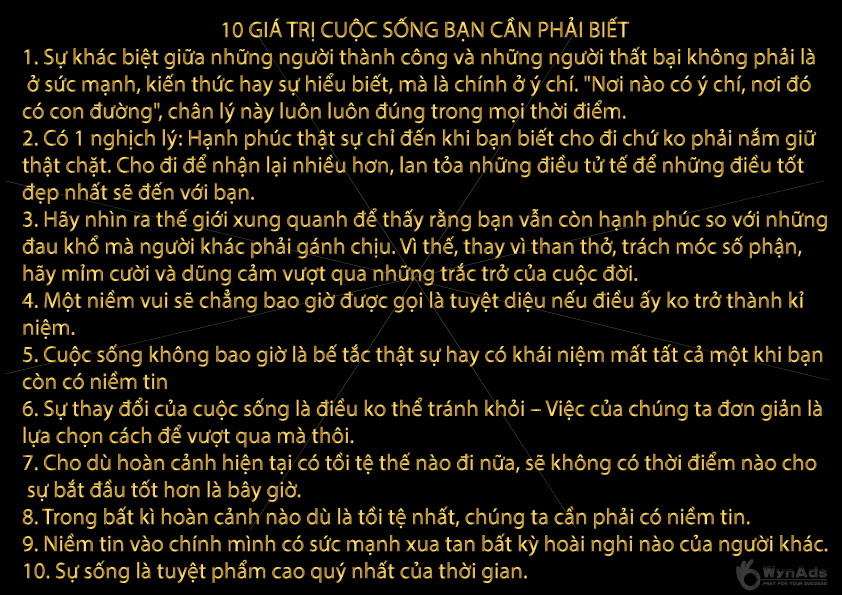 10 GIÁ TRỊ CUỘC SỐNG BẠN CẦN PHẢI BIẾT
1. Sự khác biệt giữa những người thành công và những người thất bại không phải là
ở sức mạnh, kiến thức hay sự hiểu biết, mà là chính ở ý chí. "Nơi nào có ý chí, nơi đó
có con đường", chân lý này luôn luôn đúng trong mọi thời điểm.
2. Có 1 nghịch lý: Hạnh phúc thật sự chỉ đến khi bạn biết cho đi chứ ko phải nắm giữ
thật chặt. Cho đi để nhận lại nhiều hơn, lan tỏa những điều tử tế để những điều tốt
đẹp nhất sẽ đến với bạn.
3. Hãy nhìn ra thế giới xung quanh để thấy rằng bạn vẫn còn hạnh phúc so với những
đau khổ mà người khác phải gánh chịu. Vì thế, thay vì than thở, trách móc số phận,
hãy mỉm cười và dũng cảm vượt qua những trắc trở của cuộc đời.
4. Một niềm vui sẽ chẳng bao giờ được gọi là tuyệt diệu nếu điều ấy ko trở thành kỉ
niệm.
5. Cuộc sống không bao giờ là bế tắc thật sự hay có khái niệm mất tất cả một khi bạn
còn có niềm tin
6. Sự thay đổi của cuộc sống là điều ko thể tránh khỏi – Việc của chúng ta đơn giản là
lựa chọn cách để vượt qua mà thôi.
7. Cho dù hoàn cảnh hiện tại có tồi tệ thế nào đi nữa, sẽ không có thời điểm nào cho
sự bắt đầu tốt hơn là bây giờ.
8. Trong bất kì hoàn cảnh nào dù là tồi tệ nhất, chúng ta cần phải có niềm tin.
9. Niềm tin vào chính mình có sức mạnh xua tan bất kỳ hoài nghi nào của người khác.
10. Sự sống là tuyệt phẩm cao quý nhất của thời gian.
WynAds
PRAY FOR YOUR SUCCESS